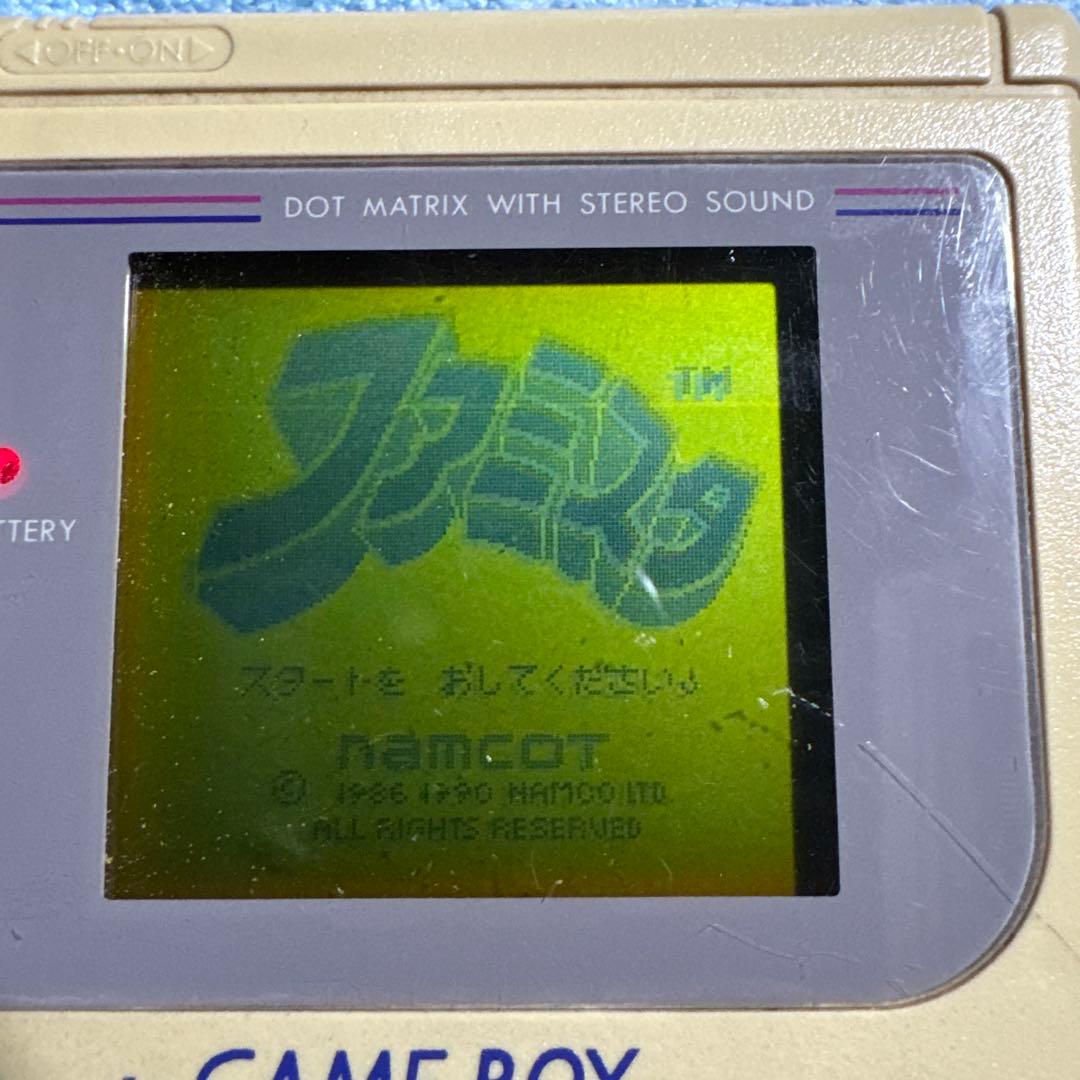 OFF•ON
DOT MATRIX WITH STEREO SOUND
ファミスタ
TM
TTERY
スタートを おしてください♪
namcoT
© 1986 1990 NAMCO LTD.
ALL RIGHTS RESERVED
GAME BOY